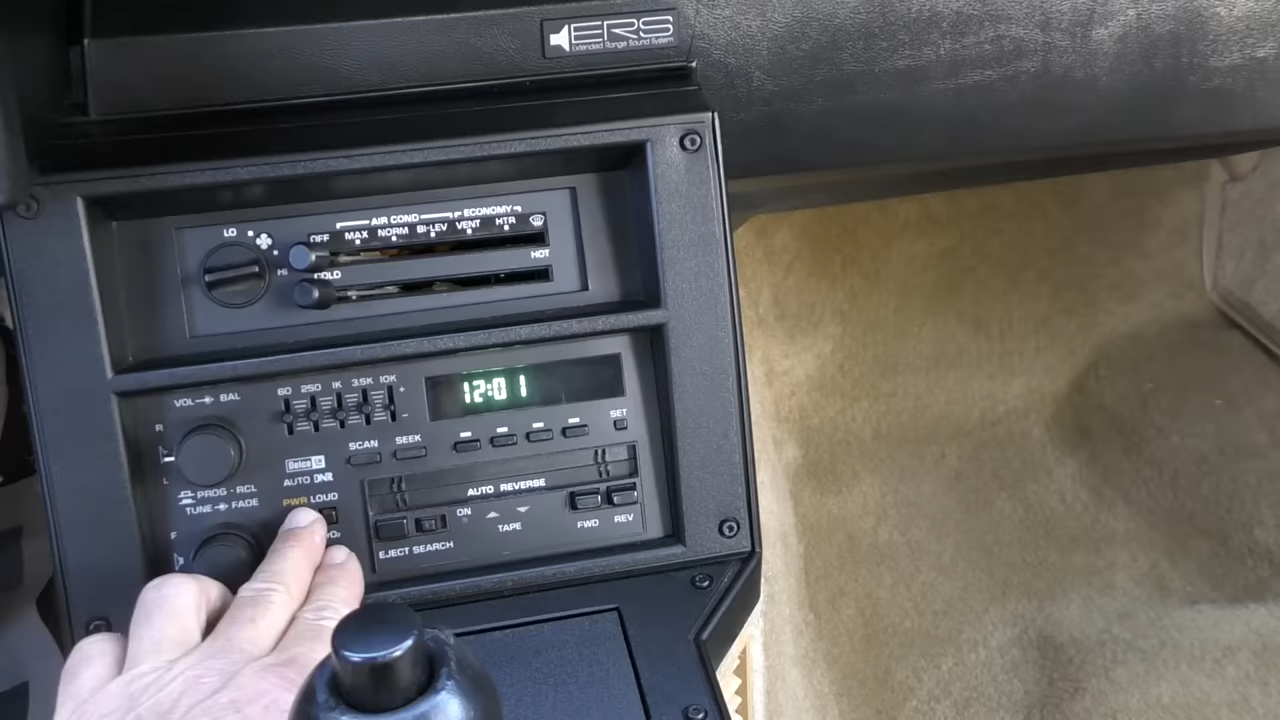 ERS
Extended Range Sound System
AIR COND ECONOMY
LO OFF MAX NORM BI-LEV VENT HTR
HI COLD HOT
VOL BAL 60 250 1K 3.5K 10K +
-
12:01
R SCAN SEEK SET
L
Delco GM
AUTO DNR
PROG - RCL
TUNE FADE PWR LOUD
AUTO REVERSE
F ON TAPE FWD REV
EJECT SEARCH